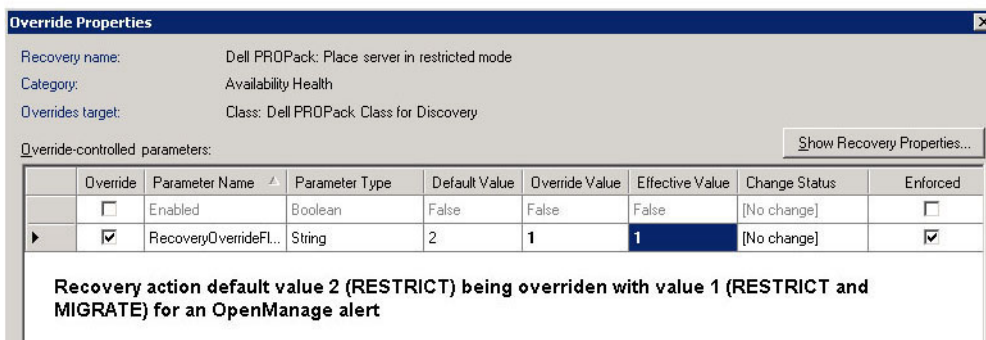 Override Properties
Recovery name: Dell PROPack: Place server in restricted mode
Category: Availability Health
Overrides target: Class: Dell PROPack Class for Discovery
Override-controlled parameters: Show Recovery Properties...
Override Parameter Name Parameter Type Default Value Override Value Effective Value Change Status Enforced
Enabled Boolean False False False [No change]
RecoveryOverrideFl... String 2 1 1 [No change]
Recovery action default value 2 (RESTRICT) being overriden with value 1 (RESTRICT and
MIGRATE) for an OpenManage alert